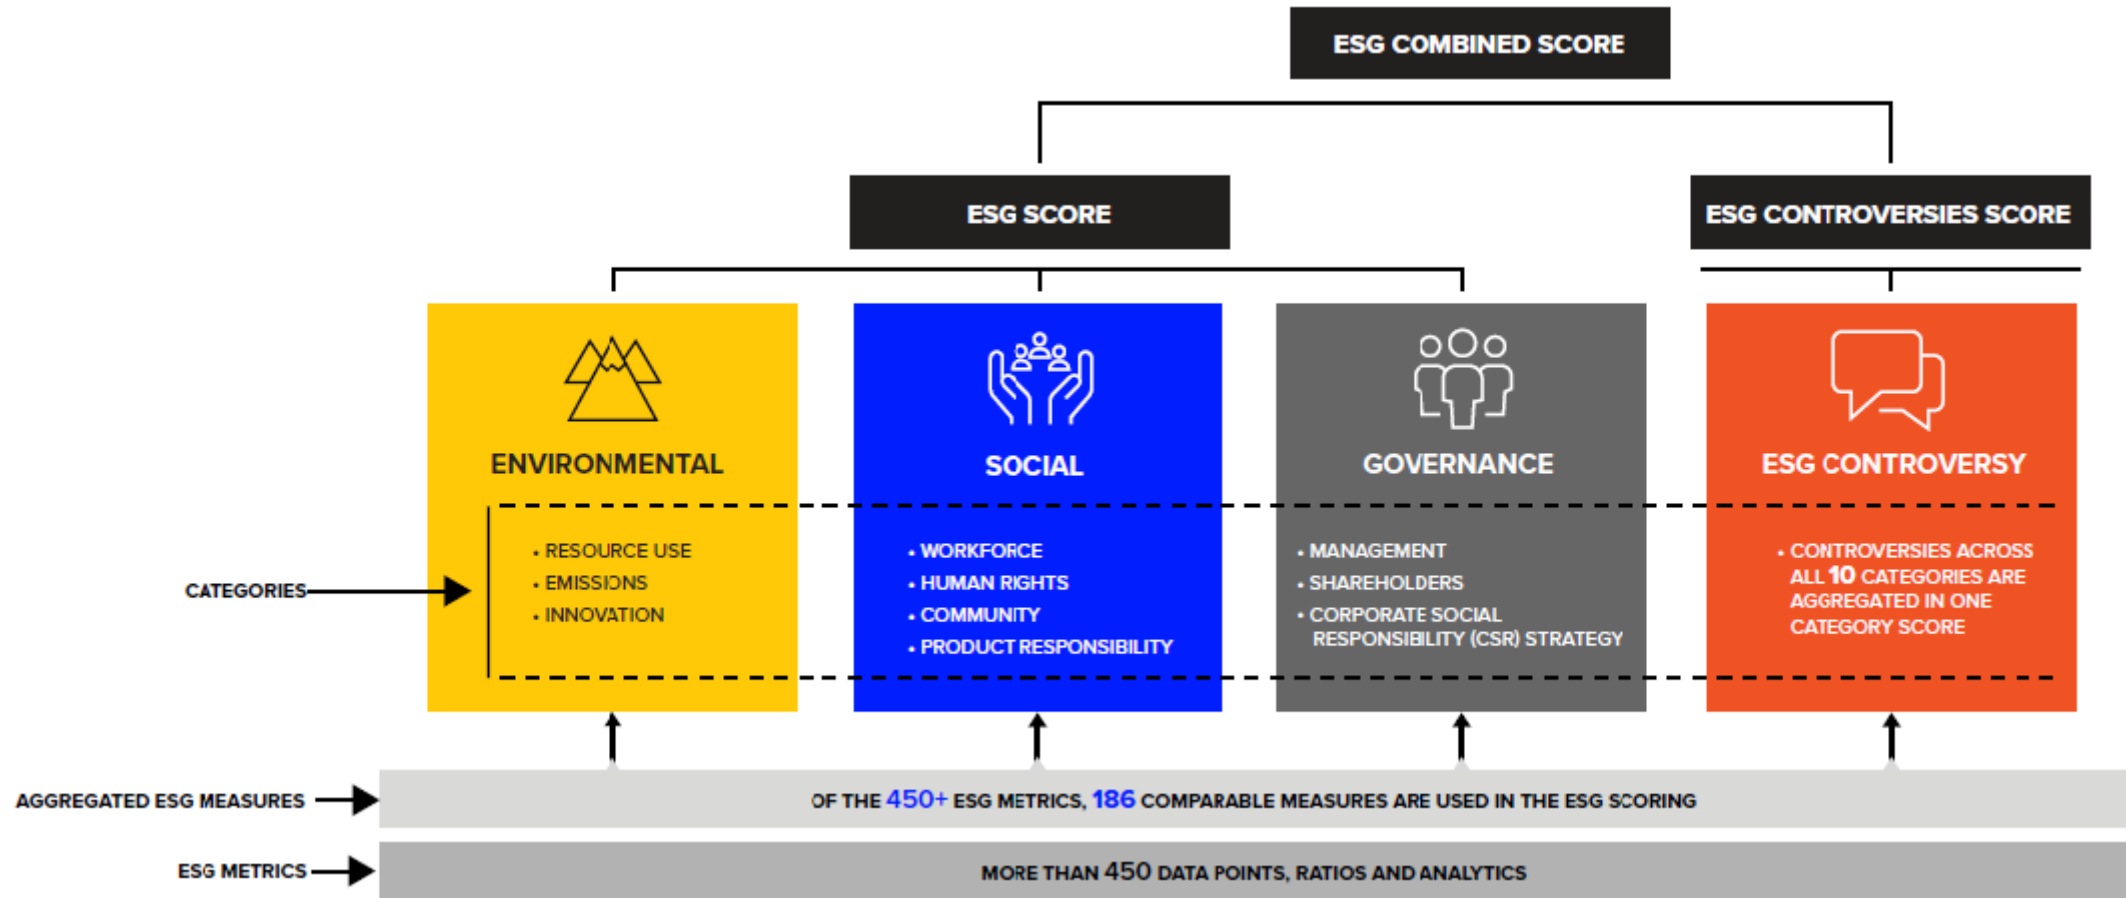 ESG COMBINED SCORE
ESG SCORE
ESG CONTROVERSIES SCORE
ENVIRONMENTAL
SOCIAL
GOVERNANCE
ESG CONTROVERSY
CATEGORIES
• RESOURCE USE
• EMISSIONS
• INNOVATION
• WORKFORCE
• HUMAN RIGHTS
• COMMUNITY
• PRODUCT RESPONSIBILITY
• MANAGEMENT
• SHAREHOLDERS
• CORPORATE SOCIAL
RESPONSIBILITY (CSR) STRATEGY
• CONTROVERSIES ACROSS
ALL 10 CATEGORIES ARE
AGGREGATED IN ONE
CATEGORY SCORE
AGGREGATED ESG MEASURES
OF THE 450+ ESG METRICS, 186 COMPARABLE MEASURES ARE USED IN THE ESG SCORING
ESG METRICS
MORE THAN 450 DATA POINTS, RATIOS AND ANALYTICS